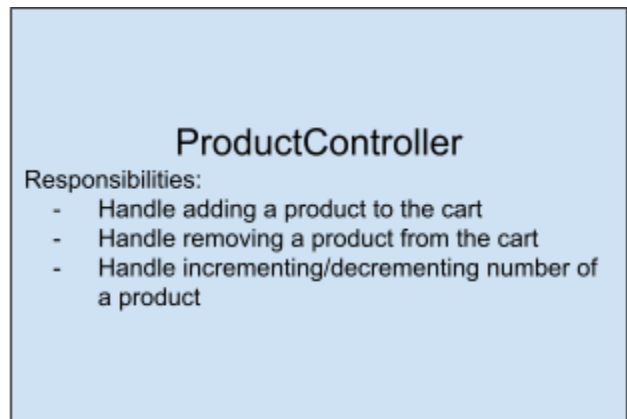 ProductController
Responsibilities:
- Handle adding a product to the cart
- Handle removing a product from the cart
- Handle incrementing/decrementing number of
a product